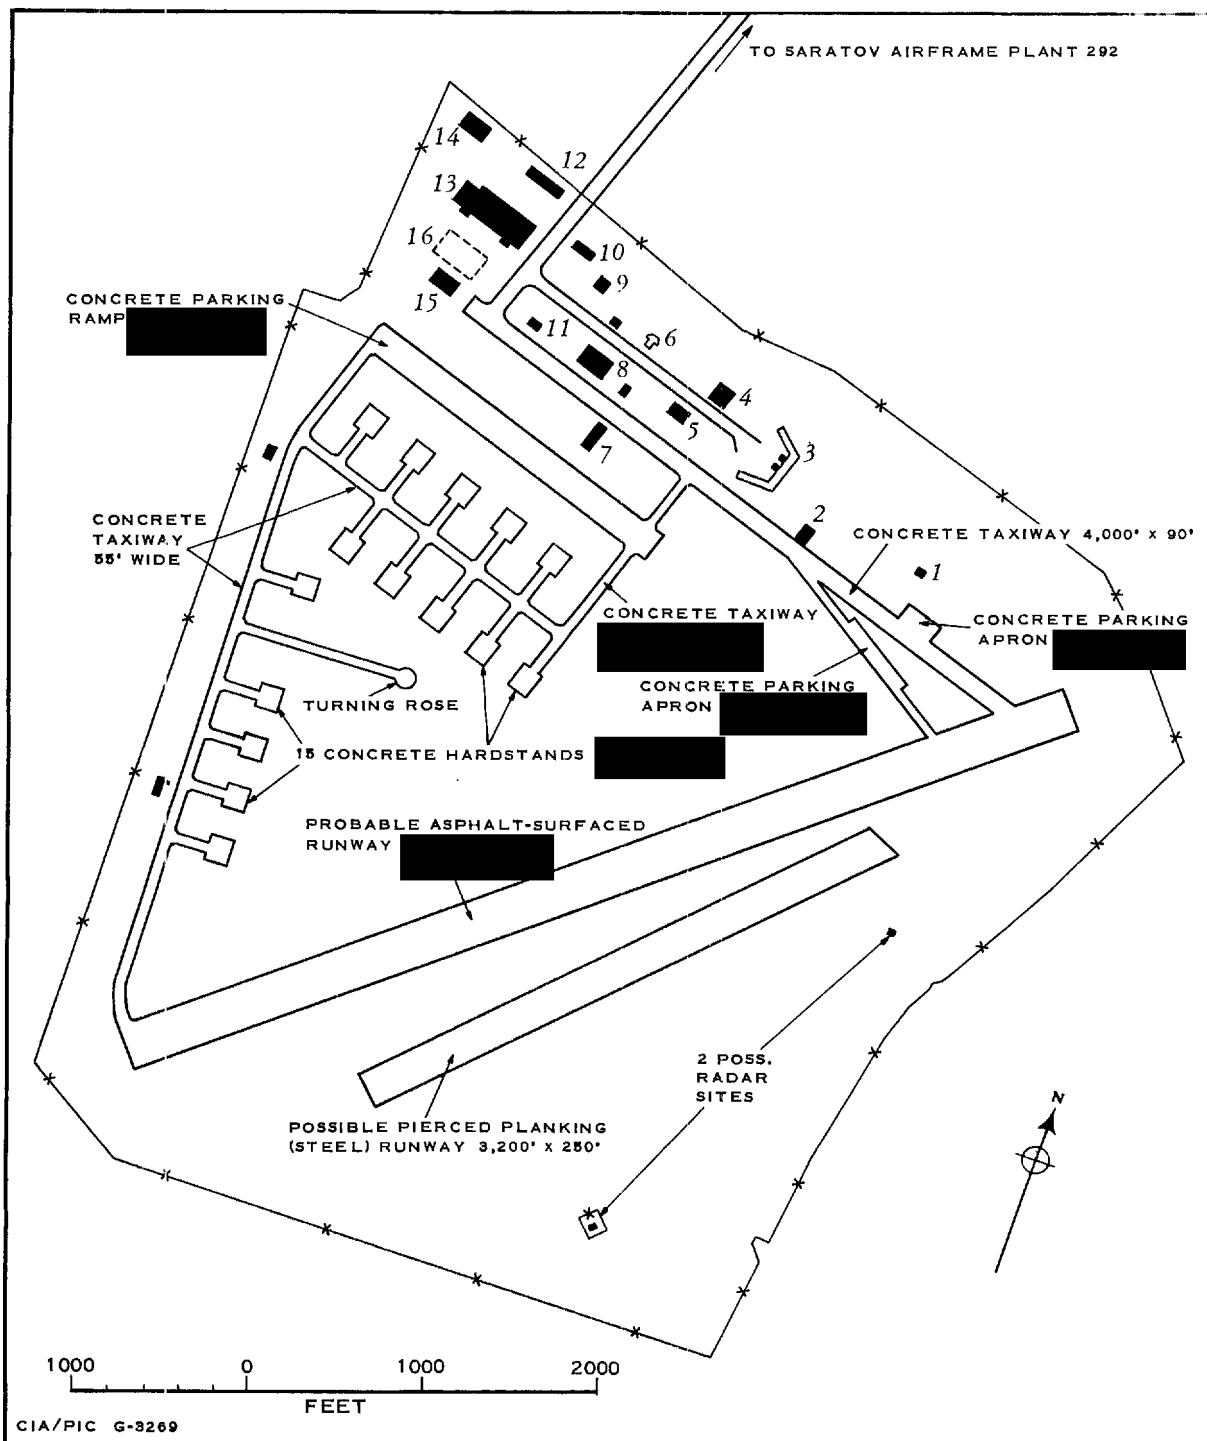 TO SARATOV AIRFRAME PLANT 292
14
12
13
16
10
9
15
CONCRETE PARKING
RAMP
11
6
8
4
5
7
3
CONCRETE
TAXIWAY
55' WIDE
2
CONCRETE TAXIWAY 4,000' X 90'
1
CONCRETE TAXIWAY
CONCRETE PARKING
APRON
CONCRETE PARKING
APRON
TURNING ROSE
15 CONCRETE HARDSTANDS
PROBABLE ASPHALT-SURFACED
RUNWAY
2 POSS.
RADAR
SITES
N
POSSIBLE PIERCED PLANKING
(STEEL) RUNWAY 3,200' X 250'
1000 0 1000 2000
FEET
CIA/PIC G-3269